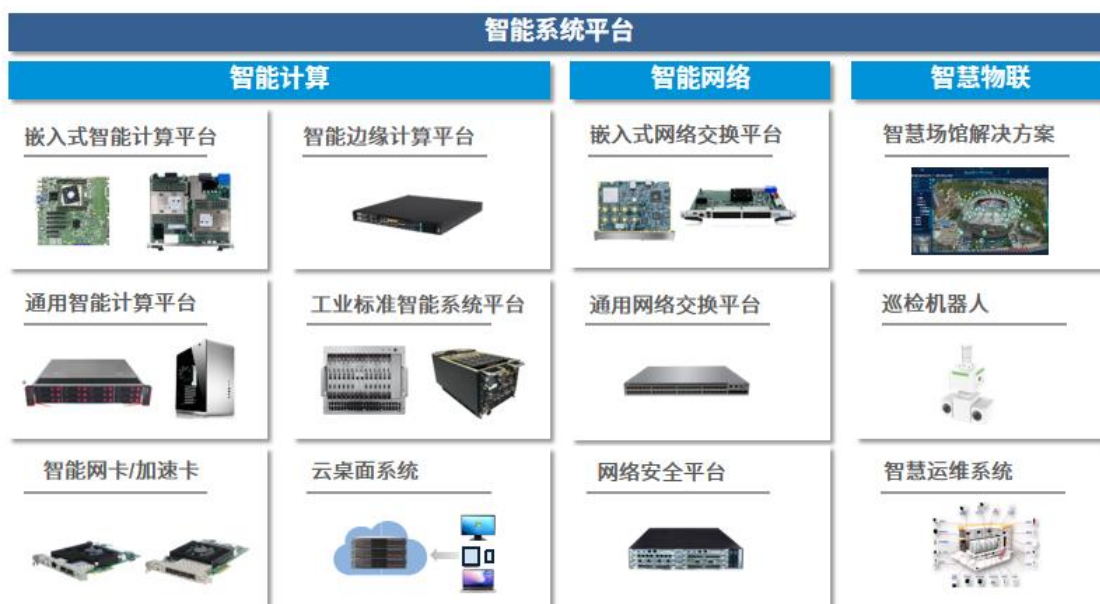 智能系统平台
智能计算
智能网络
智慧物联
嵌入式智能计算平台
智能边缘计算平台
嵌入式网络交换平台
智慧场馆解决方案
通用智能计算平台
工业标准智能系统平台
通用网络交换平台
巡检机器人
智能网卡/加速卡
云桌面系统
网络安全平台
智慧运维系统